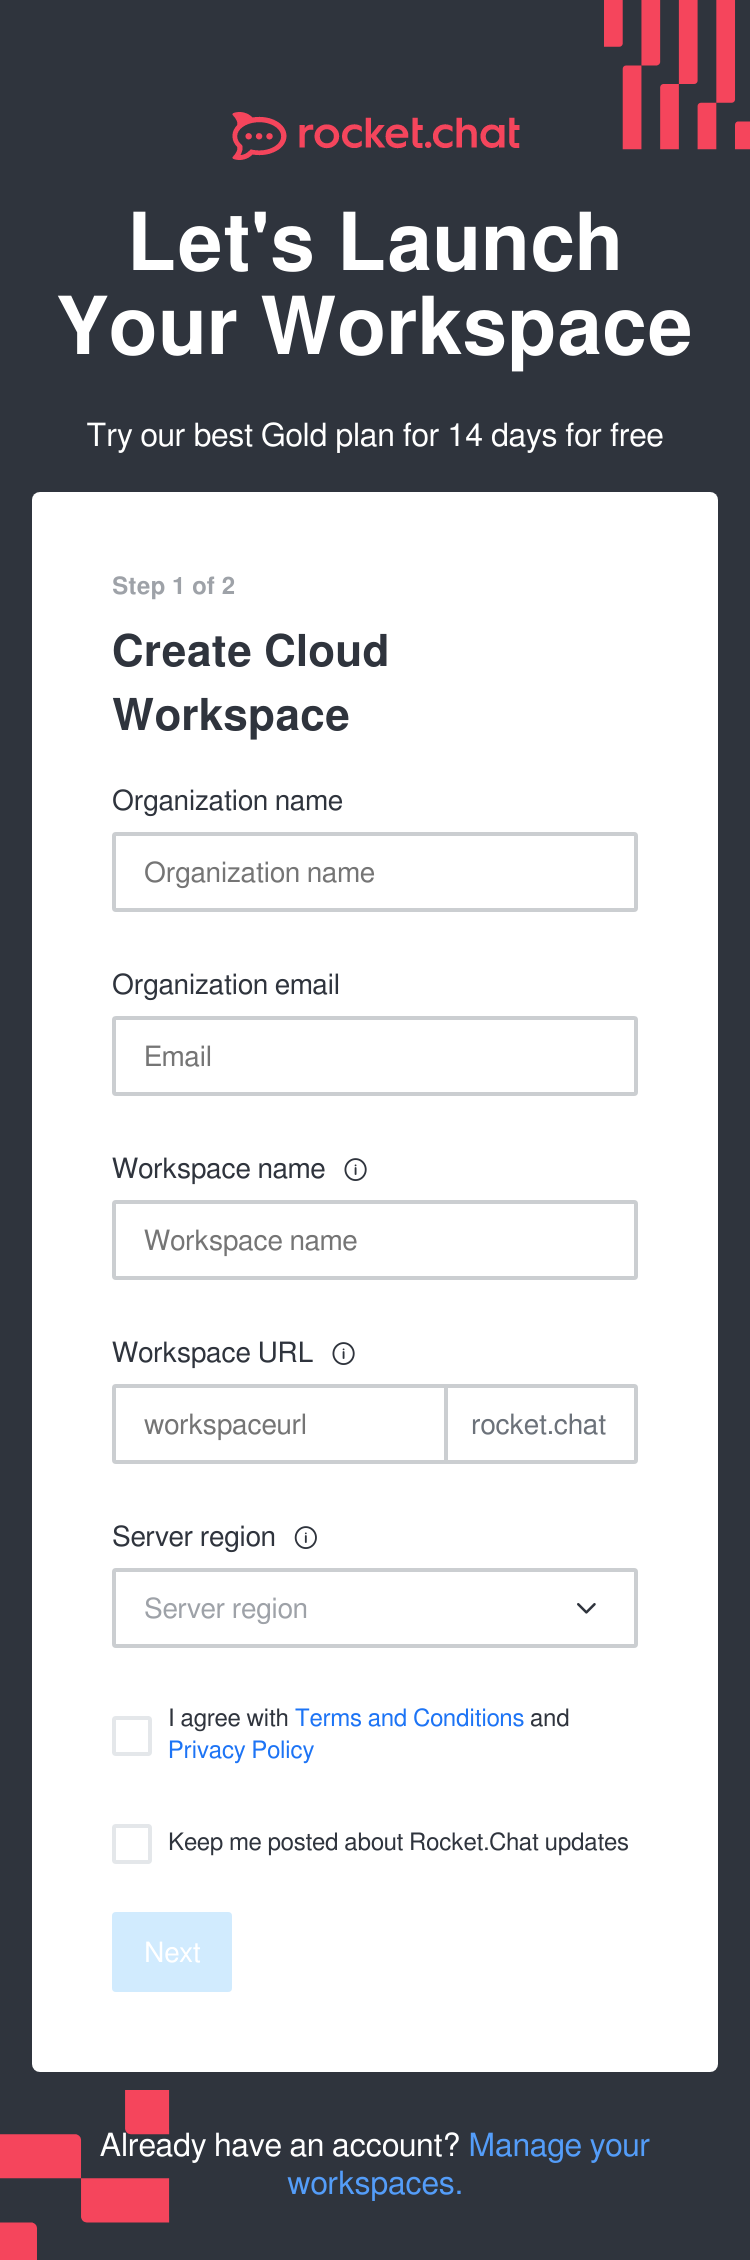 rocket.chat
Let's Launch
Your Workspace
Try our best Gold plan for 14 days for free
Step 1 of 2
Create Cloud
Workspace
Organization name
Organization name
Organization email
Email
Workspace name
Workspace name
Workspace URL
workspaceurl rocket.chat
Server region
Server region
I agree with Terms and Conditions and
Privacy Policy
Keep me posted about Rocket.Chat updates
Next
Already have an account? Manage your
workspaces.